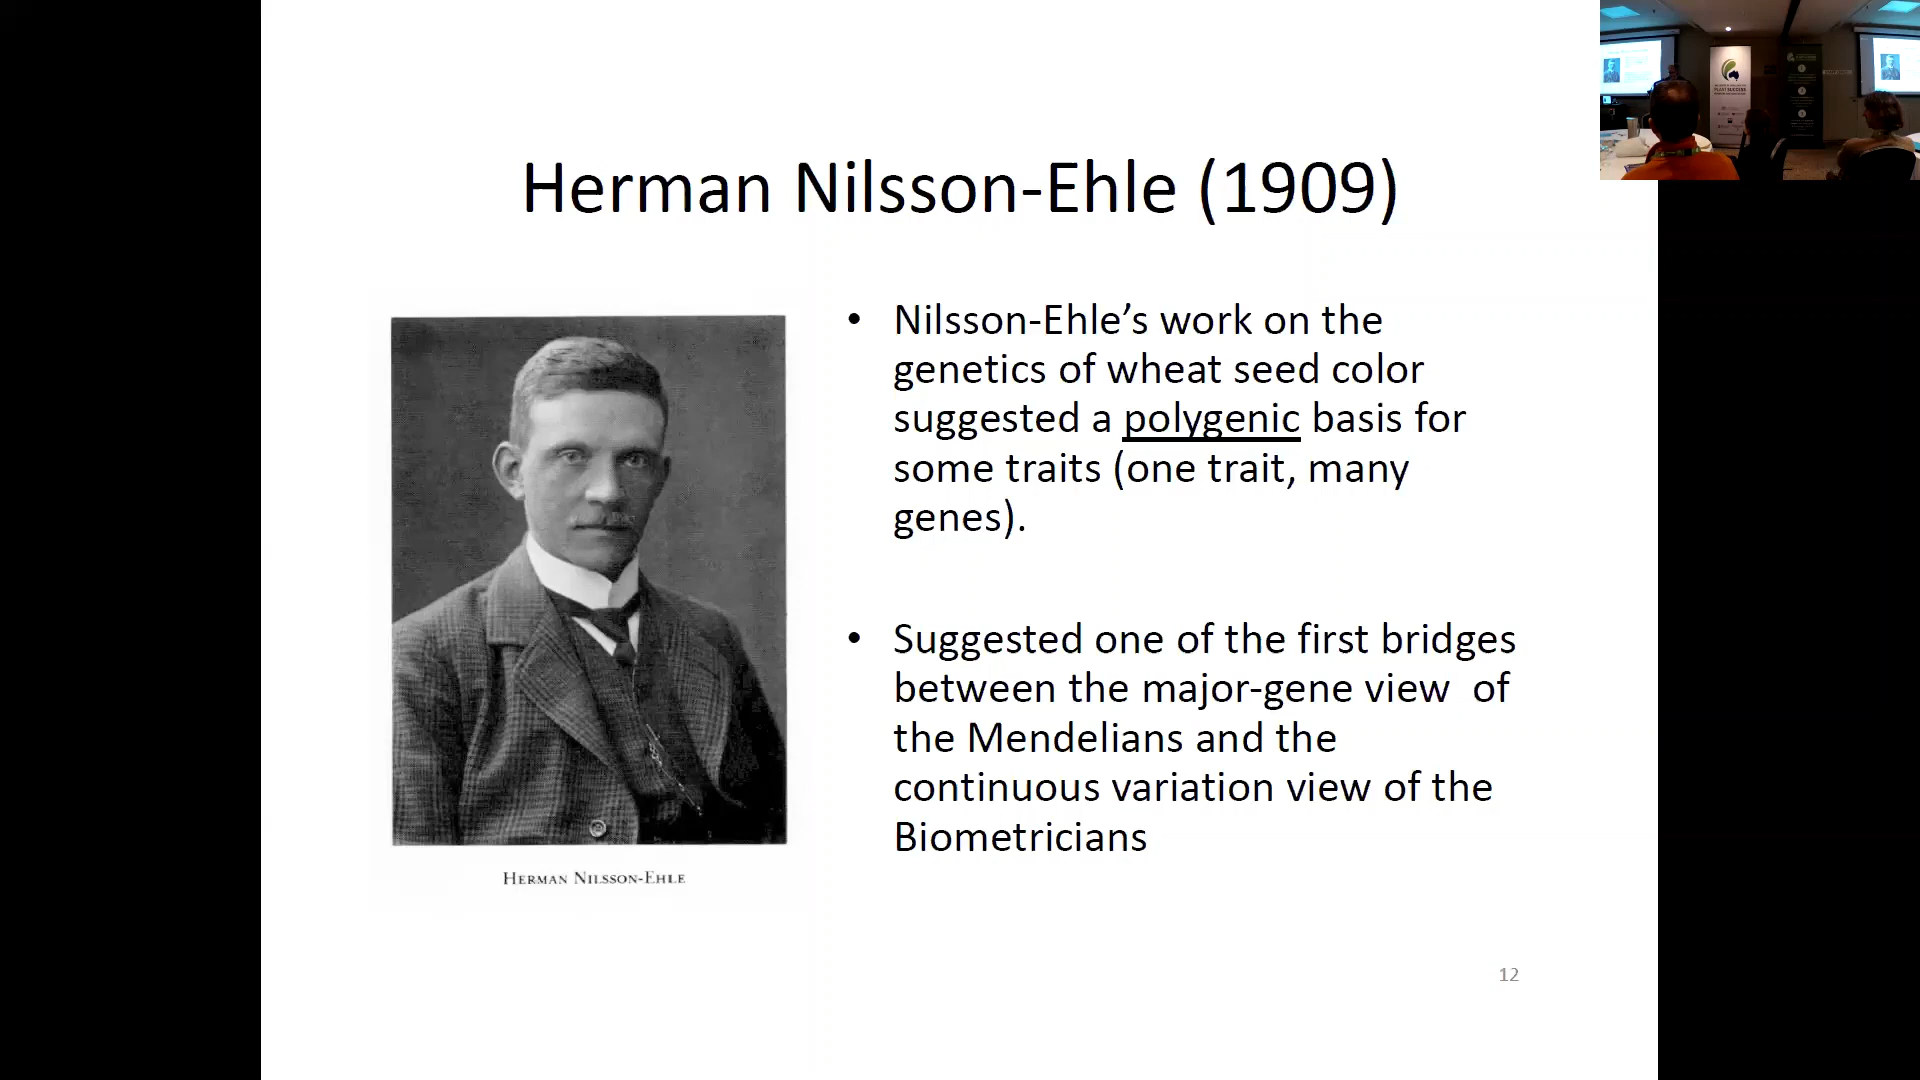 Herman Nilsson-Ehle (1909)
• Nilsson-Ehle’s work on the
genetics of wheat seed color
suggested a polygenic basis for
some traits (one trait, many
genes).
• Suggested one of the first bridges
between the major-gene view  of
the Mendelians and the
continuous variation view of the
Biometricians
HERMAN NILSSON-EHLE
12
PLANT SUCCESS